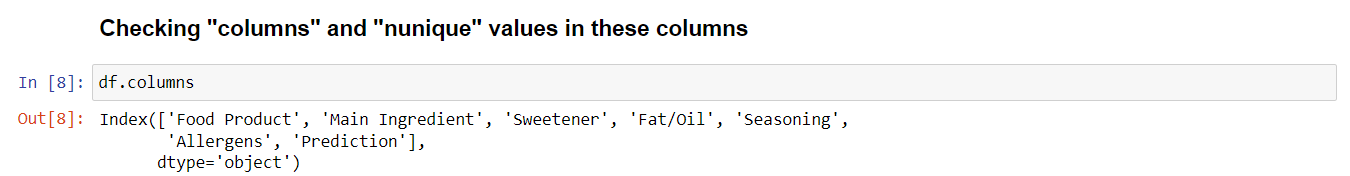 Checking "columns" and "nunique" values in these columns
In [8]: df.columns
Out[8]: Index(['Food Product', 'Main Ingredient', 'Sweetener', 'Fat/Oil', 'Seasoning',
'Allergens', 'Prediction'],
dtype='object')